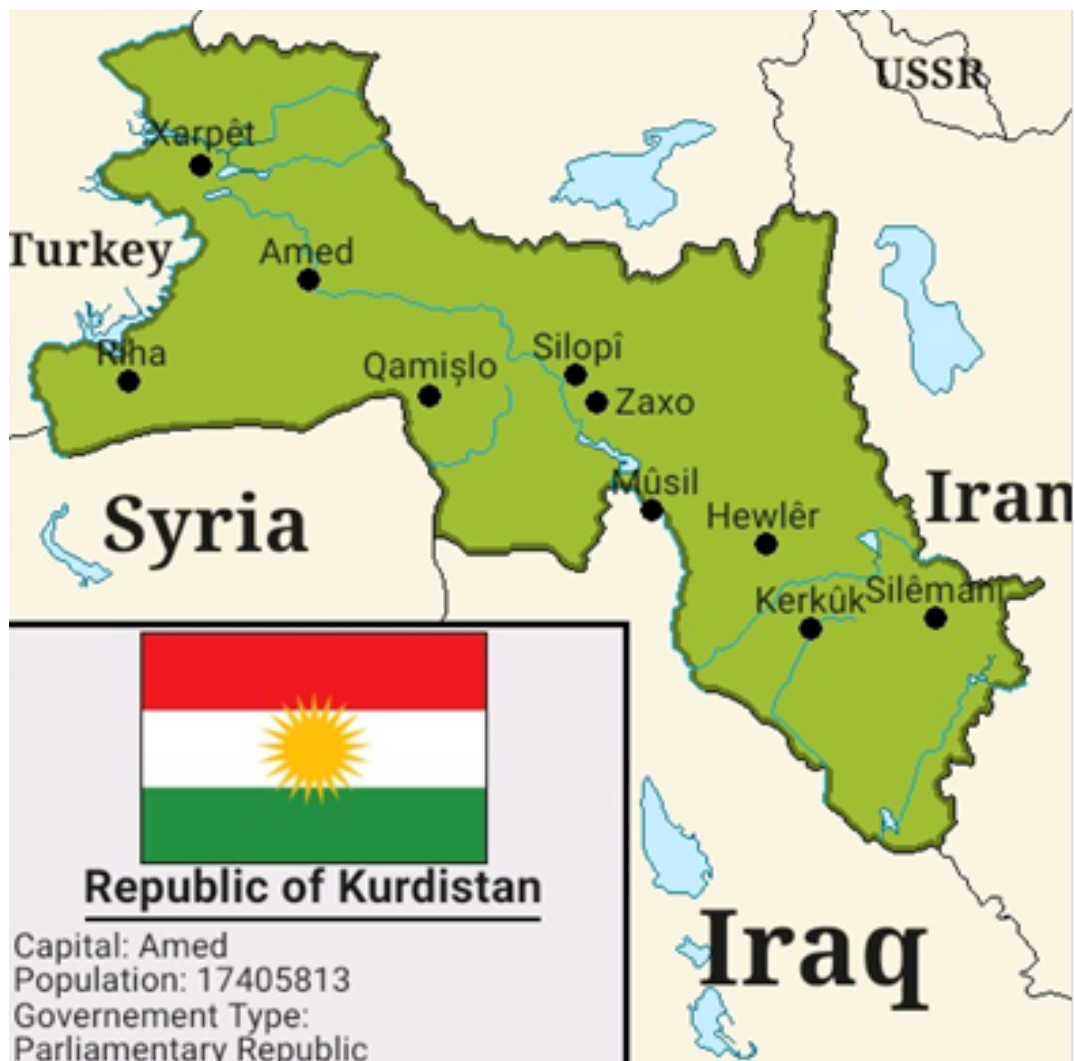 USSR
Xarpêt
Turkey
Amed
Rîha
Qamişlo
Silopî
Zaxo
Mûsil
Iran
Syria
Hewlêr
Kerkûk
Silêmanî
Republic of Kurdistan
Capital: Amed
Population: 17405813
Governement Type:
Parliamentary Republic
Iraq